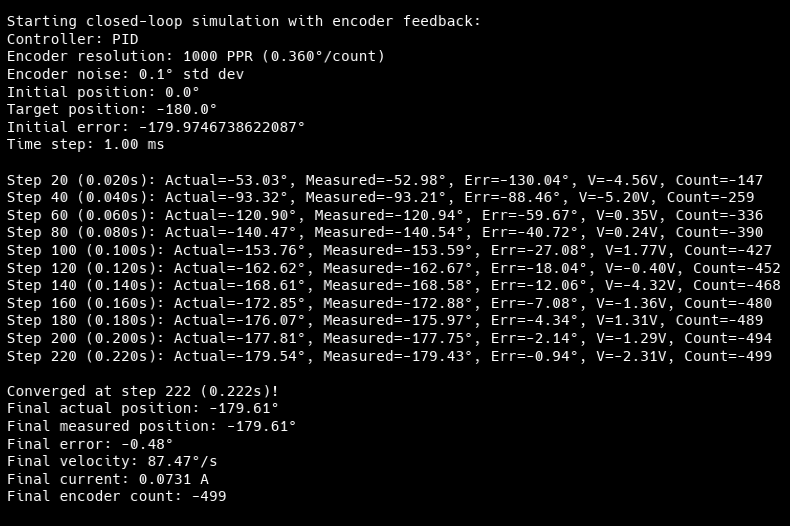 Starting closed-loop simulation with encoder feedback:
Controller: PID
Encoder resolution: 1000 PPR (0.360°/count)
Encoder noise: 0.1° std dev
Initial position: 0.0°
Target position: -180.0°
Initial error: -179.9746738622087°
Time step: 1.00 ms
Step 20 (0.020s): Actual=-53.03°, Measured=-52.98°, Err=-130.04°, V=-4.56V, Count=-147
Step 40 (0.040s): Actual=-93.32°, Measured=-93.21°, Err=-88.46°, V=-5.20V, Count=-259
Step 60 (0.060s): Actual=-120.90°, Measured=-120.94°, Err=-59.67°, V=0.35V, Count=-336
Step 80 (0.080s): Actual=-140.47°, Measured=-140.54°, Err=-40.72°, V=0.24V, Count=-390
Step 100 (0.100s): Actual=-153.76°, Measured=-153.59°, Err=-27.08°, V=1.77V, Count=-427
Step 120 (0.120s): Actual=-162.62°, Measured=-162.67°, Err=-18.04°, V=-0.40V, Count=-452
Step 140 (0.140s): Actual=-168.61°, Measured=-168.58°, Err=-12.06°, V=-4.32V, Count=-468
Step 160 (0.160s): Actual=-172.85°, Measured=-172.88°, Err=-7.08°, V=-1.36V, Count=-480
Step 180 (0.180s): Actual=-176.07°, Measured=-175.97°, Err=-4.34°, V=1.31V, Count=-489
Step 200 (0.200s): Actual=-177.81°, Measured=-177.75°, Err=-2.14°, V=-1.29V, Count=-494
Step 220 (0.220s): Actual=-179.54°, Measured=-179.43°, Err=-0.94°, V=-2.31V, Count=-499
Converged at step 222 (0.222s)!
Final actual position: -179.61°
Final measured position: -179.61°
Final error: -0.48°
Final velocity: 87.47°/s
Final current: 0.0731 A
Final encoder count: -499